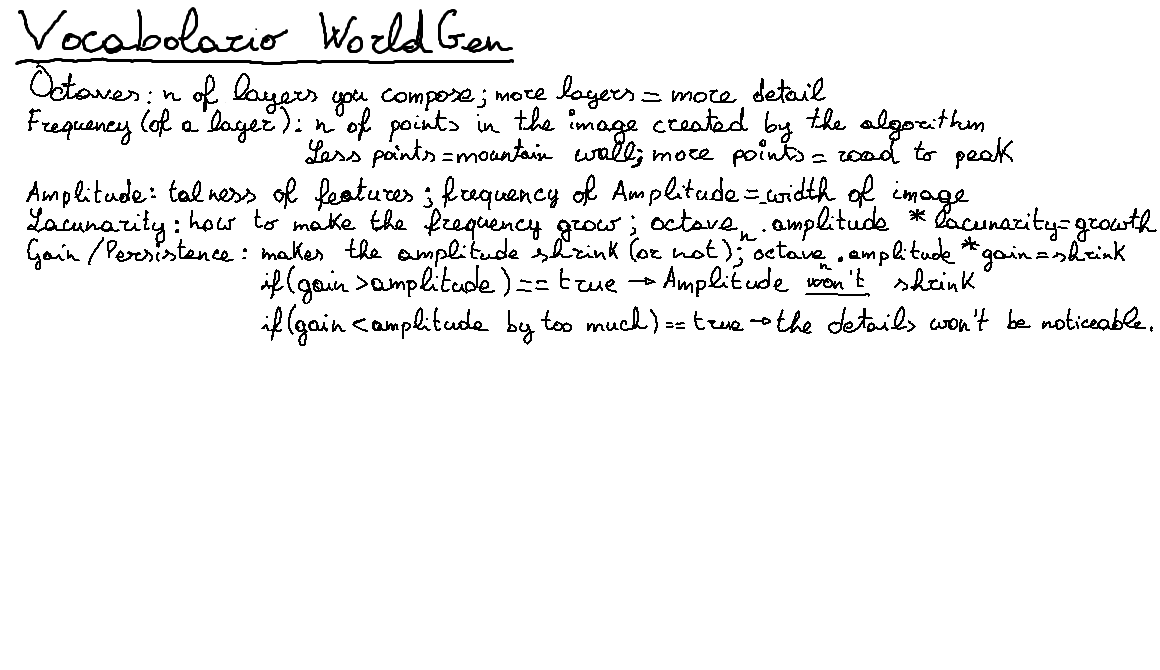 Vocabolario WorldGen
Octaves: n of layers you compose; more layers = more detail
Frequency (of a layer): n of points in the image created by the algorithm
Less points = mountain wall; more points = road to peak
Amplitude: talness of features; frequency of Amplitude = width of image
Lacunarity: how to make the frequency grow; octave n . amplitude * lacunarity = growth
Gain / Persistence: makes the amplitude shrink (or not); octave n . amplitude * gain = shrink
if (gain > amplitude) == true → Amplitude won't shrink
if (gain < amplitude by too much) == true → the details won't be noticeable.